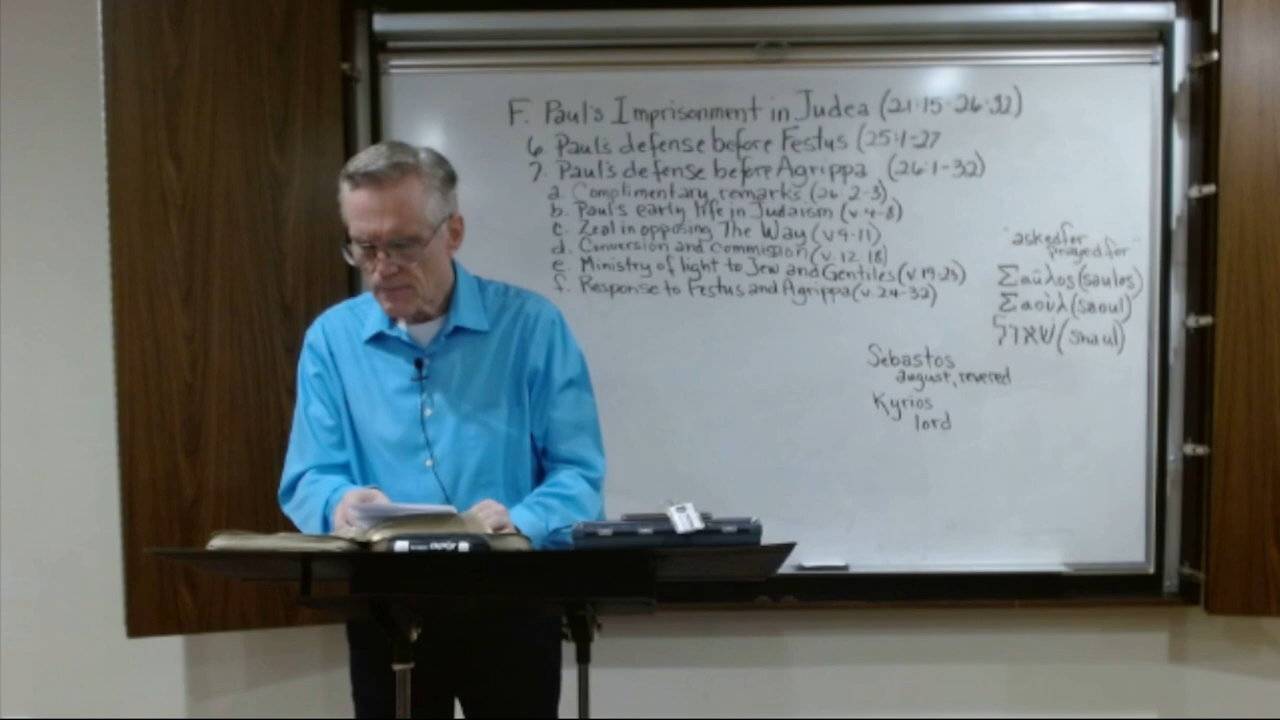 F. Paul's Imprisonment in Judea (21:15-26:32)
6 Paul's defense before Festus (25:1-27
7. Paul's defense before Agrippa (26:1-32)
a. Complimentary remarks (26:2-3)
b. Paul's early life in Judaism (v.4-8)
c. Zeal in opposing The Way (v 9-11)
d. Conversion and Commission (v.12-18)
e. Ministry of light to Jew and Gentiles (v.19-23)
f. Response to Festus and Agrippa (v.24-32)
"asked for
prayed for"
Σαῦλος (saulos)
Σαοὺλ (saoul)
שאול (Shaul)
Sebastos
august, revered
Kyrios
lord